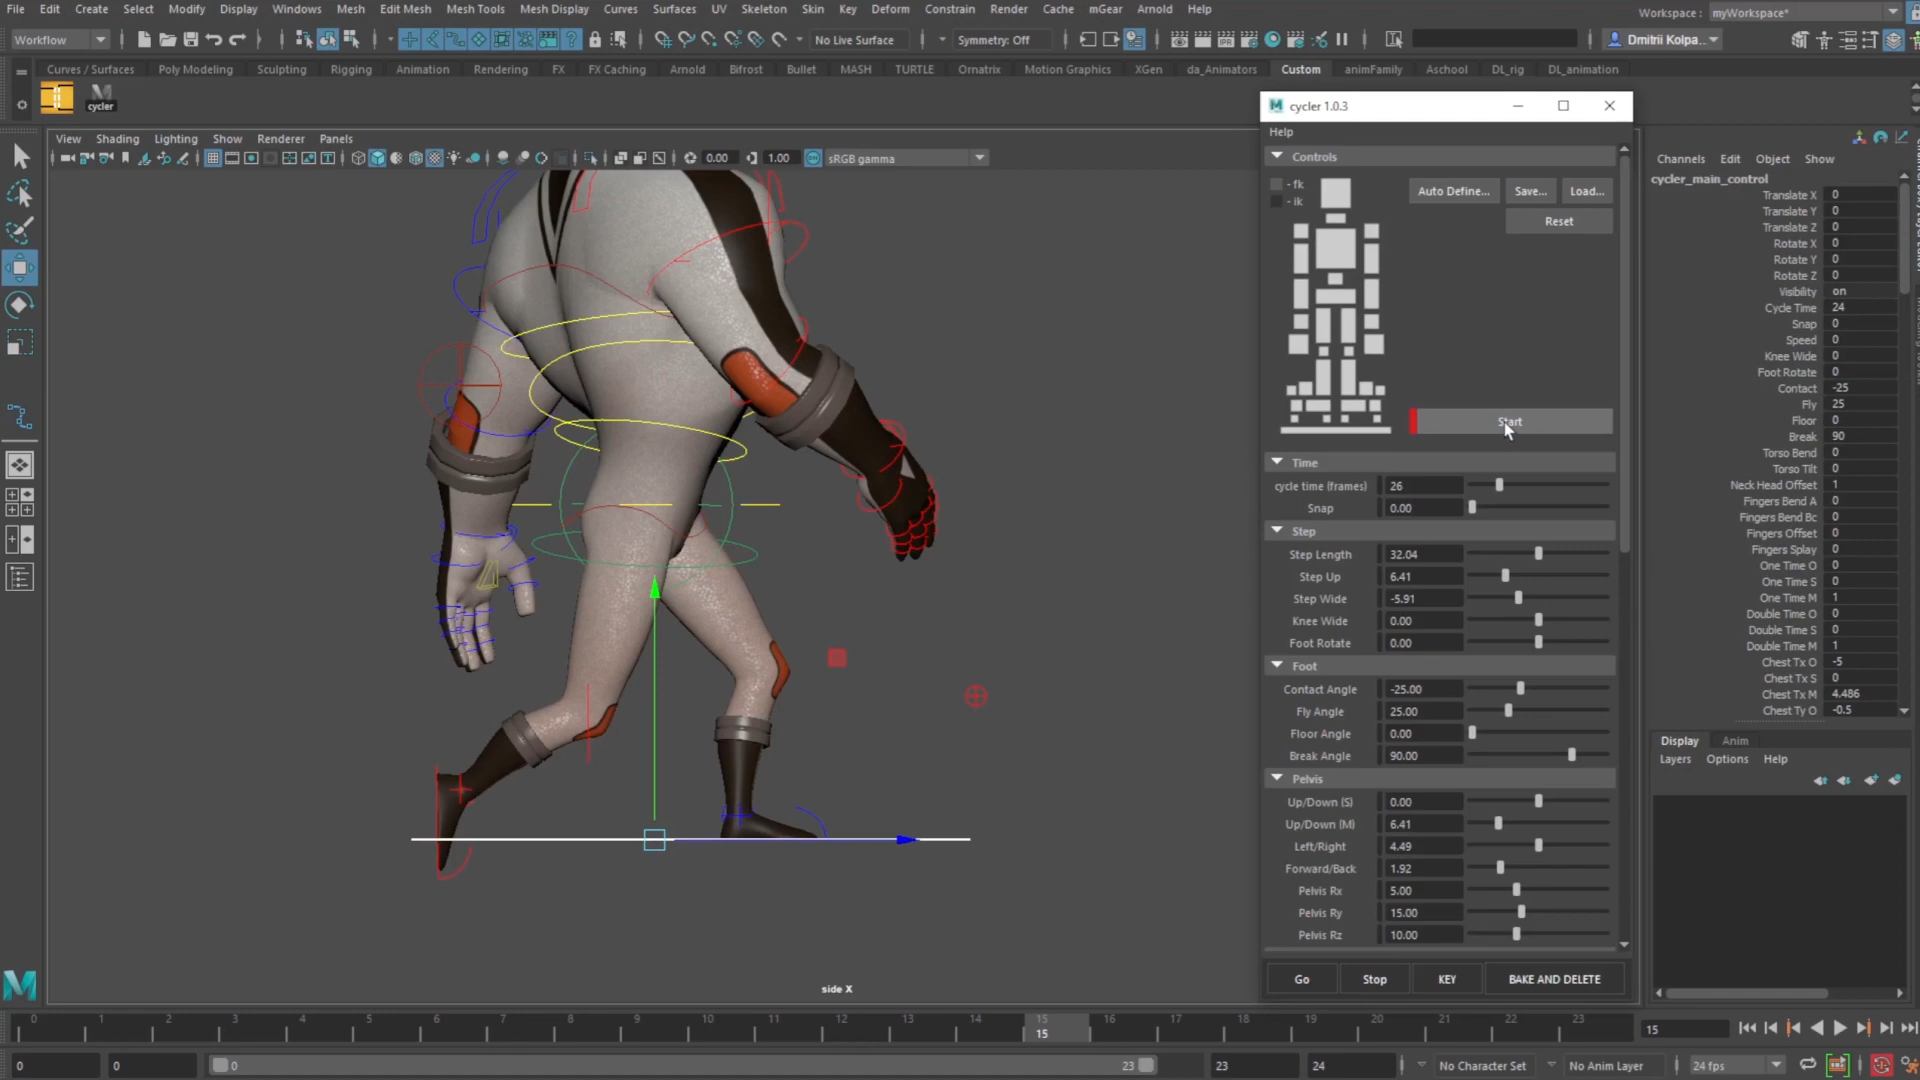 File Edit Create Select Modify Display Windows Mesh Edit Mesh Mesh Tools Mesh Display Curves Surfaces UV Skeleton Skin Key Deform Constrain Render Cache mGear Arnold Help
Workspace : myWorkspace*
Workflow No Live Surface Symmetry: Off Dmitrii Kolpa...
Curves / Surfaces Poly Modeling Sculpting Rigging Animation Rendering FX FX Caching Arnold Bifrost Bullet MASH TURTLE Ornatrix Motion Graphics XGen da_Animators Custom animFamily Aschool DL_rig DL_animation
cycler
View Shading Lighting Show Renderer Panels
0.00 1.00 sRGB gamma
side X
cycler 1.0.3
Help
Controls
- fk
- ik
Auto Define... Save... Load...
Reset
Start
Time
cycle time (frames) 26
Snap 0.00
Step
Step Length 32.04
Step Up 6.41
Step Wide -5.91
Knee Wide 0.00
Foot Rotate 0.00
Foot
Contact Angle -25.00
Fly Angle 25.00
Floor Angle 0.00
Break Angle 90.00
Pelvis
Up/Down (S) 0.00
Up/Down (M) 6.41
Left/Right 4.49
Forward/Back 1.92
Pelvis Rx 5.00
Pelvis Ry 15.00
Pelvis Rz 10.00
Go Stop KEY BAKE AND DELETE
Channels Edit Object Show
cycler_main_control
Translate X 0
Translate Y 0
Translate Z 0
Rotate X 0
Rotate Y 0
Rotate Z 0
Visibility on
Cycle Time 24
Snap 0
Speed 0
Knee Wide 0
Foot Rotate 0
Contact -25
Fly 25
Floor 0
Break 90
Torso Bend 0
Torso Tilt 0
Neck Head Offset 1
Fingers Bend A 0
Fingers Bend Bc 0
Fingers Offset 0
Fingers Splay 0
One Time O 0
One Time S 0
One Time M 1
Double Time O 0
Double Time S 0
Double Time M 1
Chest Tx O -5
Chest Tx S 0
Chest Tx M 4.486
Chest Ty O -0.5
Display Anim
Layers Options Help
0 1 2 3 4 5 6 7 8 9 10 11 12 13 14 15 16 17 18 19 20 21 22 23
15 15
0 0 0 23 23 24 No Character Set No Anim Layer 24 fps